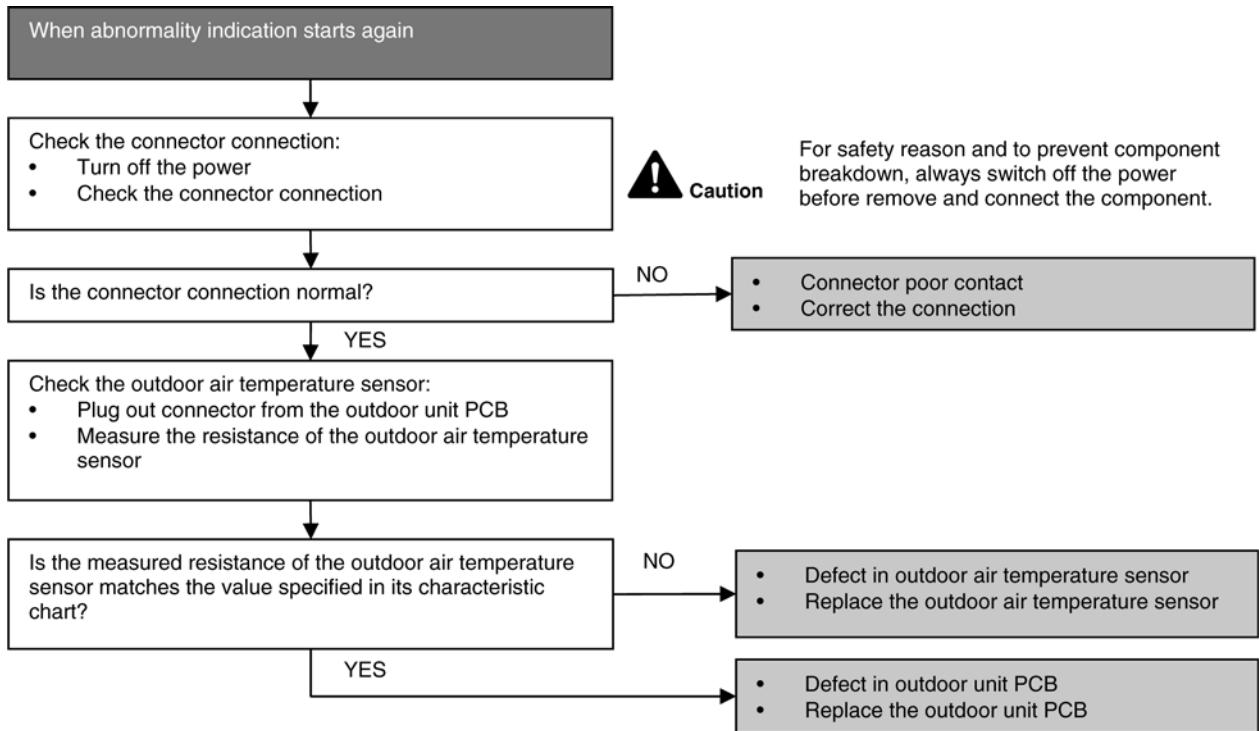 When abnormality indication starts again
Check the connector connection:
• Turn off the power
• Check the connector connection
Caution
For safety reason and to prevent component
breakdown, always switch off the power
before remove and connect the component.
Is the connector connection normal?
NO
• Connector poor contact
• Correct the connection
YES
Check the outdoor air temperature sensor:
• Plug out connector from the outdoor unit PCB
• Measure the resistance of the outdoor air temperature
sensor
Is the measured resistance of the outdoor air temperature
sensor matches the value specified in its characteristic
chart?
NO
• Defect in outdoor air temperature sensor
• Replace the outdoor air temperature sensor
YES
• Defect in outdoor unit PCB
• Replace the outdoor unit PCB